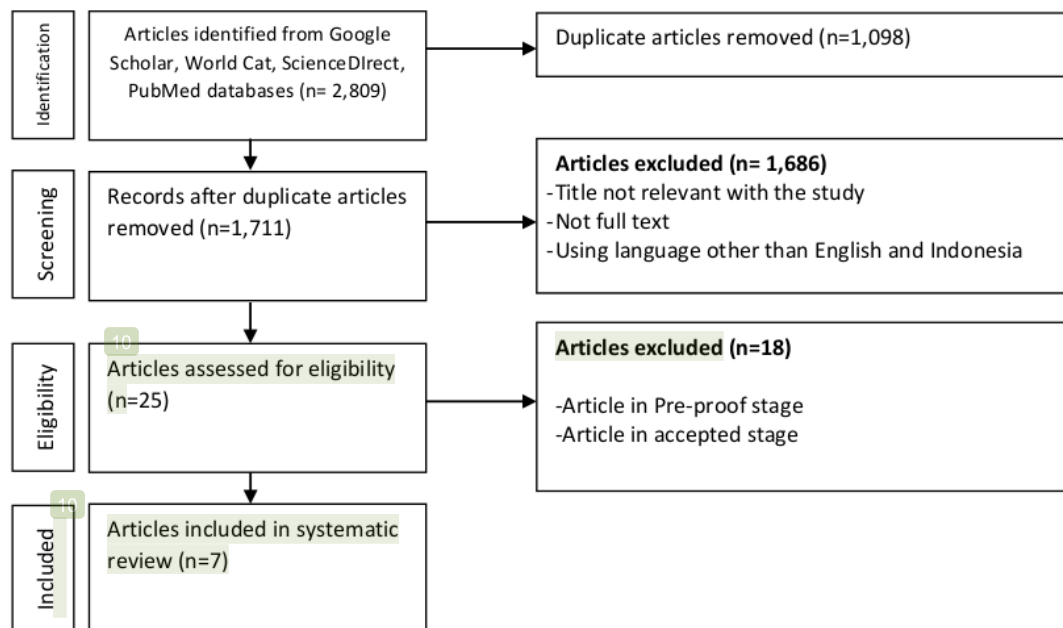 Identification
Articles identified from Google
Scholar, World Cat, ScienceDIrect,
PubMed databases (n= 2,809)
Duplicate articles removed (n=1,098)
Screening
Records after duplicate articles
removed (n=1,711)
Articles excluded (n= 1,686)
-Title not relevant with the study
-Not full text
-Using language other than English and Indonesia
Eligibility
10
Articles assessed for eligibility
(n=25)
Articles excluded (n=18)
-Article in Pre-proof stage
-Article in accepted stage
Included
10
Articles included in systematic
review (n=7)